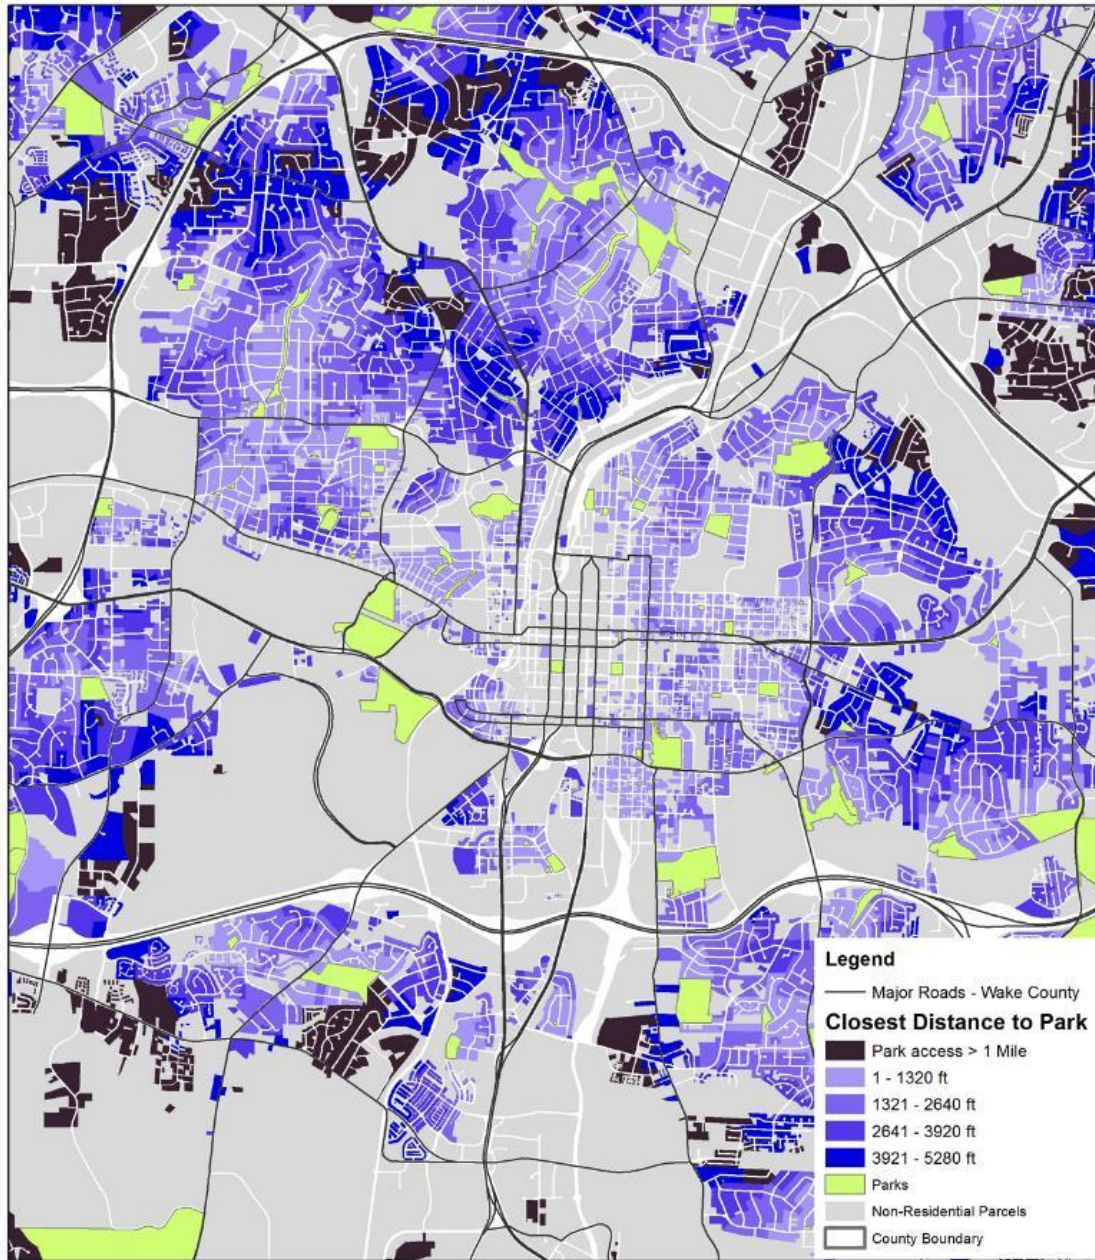 Legend
Major Roads - Wake County
Closest Distance to Park
Park access > 1 Mile
1 - 1320 ft
1321 - 2640 ft
2641 - 3920 ft
3921 - 5280 ft
Parks
Non-Residential Parcels
County Boundary